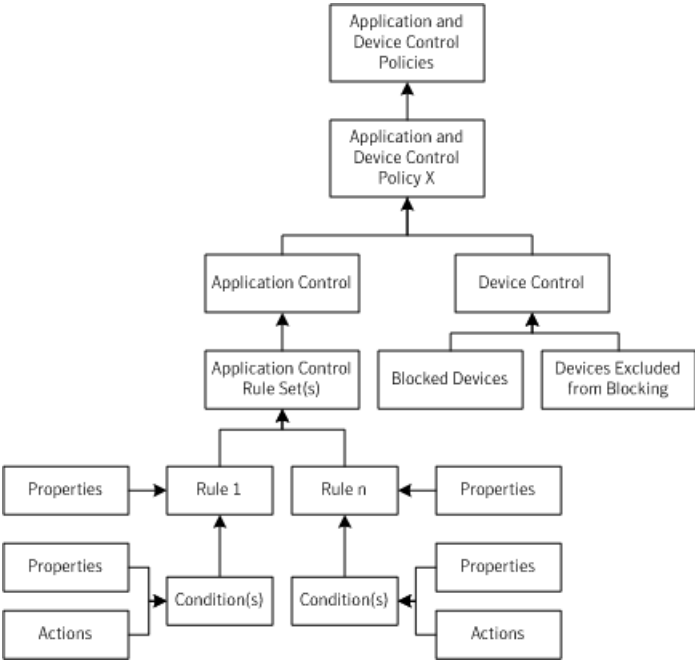 Application and
Device Control
Policies
Application and
Device Control
Policy X
Application Control
Device Control
Application Control
Rule Set(s)
Blocked Devices
Devices Excluded
from Blocking
Properties
Rule 1
Rule n
Properties
Properties
Condition(s)
Condition(s)
Properties
Actions
Actions